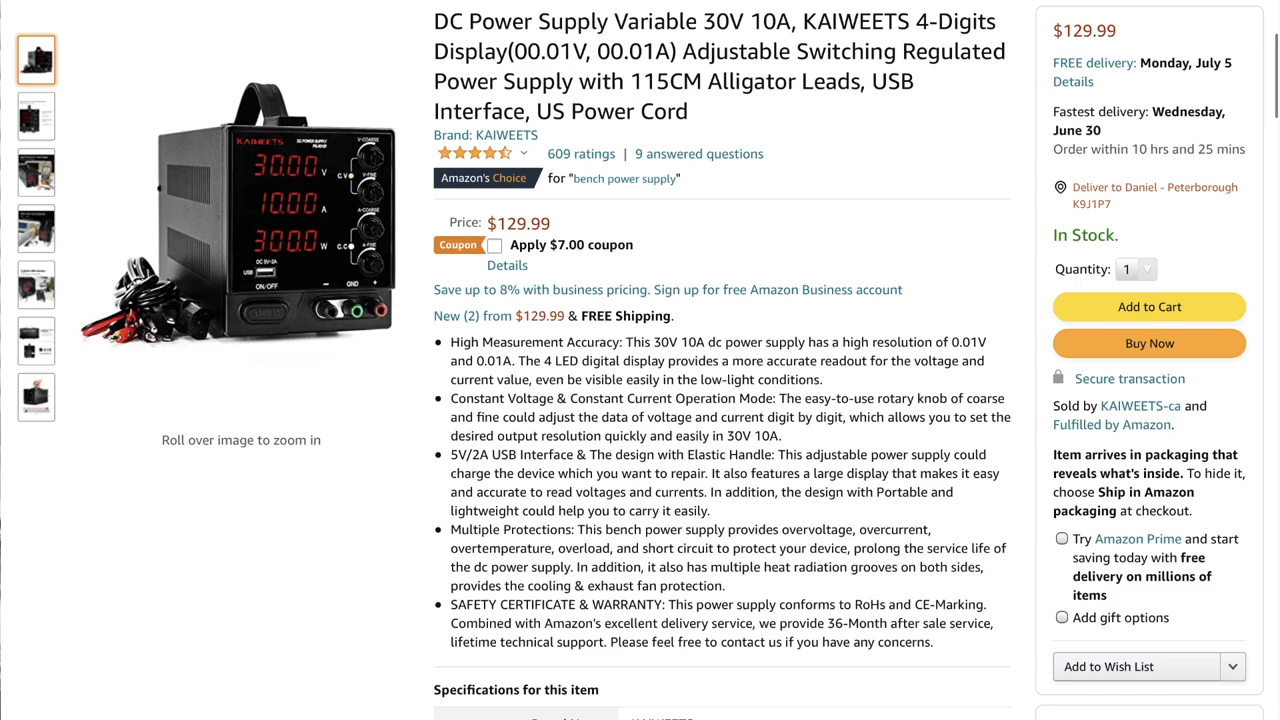 DC Power Supply Variable 30V 10A, KAIWEETS 4-Digits
Display(00.01V, 00.01A) Adjustable Switching Regulated
Power Supply with 115CM Alligator Leads, USB
Interface, US Power Cord
Brand: KAIWEETS
609 ratings | 9 answered questions
Amazon's Choice for "bench power supply"
Price: $129.99
Coupon Apply $7.00 coupon
Details
Save up to 8% with business pricing. Sign up for free Amazon Business account
New (2) from $129.99 & FREE Shipping.
• High Measurement Accuracy: This 30V 10A dc power supply has a high resolution of 0.01V
and 0.01A. The 4 LED digital display provides a more accurate readout for the voltage and
current value, even be visible easily in the low-light conditions.
• Constant Voltage & Constant Current Operation Mode: The easy-to-use rotary knob of coarse
and fine could adjust the data of voltage and current digit by digit, which allows you to set the
desired output resolution quickly and easily in 30V 10A.
• 5V/2A USB Interface & The design with Elastic Handle: This adjustable power supply could
charge the device which you want to repair. It also features a large display that makes it easy
and accurate to read voltages and currents. In addition, the design with Portable and
lightweight could help you to carry it easily.
• Multiple Protections: This bench power supply provides overvoltage, overcurrent,
overtemperature, overload, and short circuit to protect your device, prolong the service life of
the dc power supply. In addition, it also has multiple heat radiation grooves on both sides,
provides the cooling & exhaust fan protection.
• SAFETY CERTIFICATE & WARRANTY: This power supply conforms to RoHs and CE-Marking.
Combined with Amazon's excellent delivery service, we provide 36-Month after sale service,
lifetime technical support. Please feel free to contact us if you have any concerns.
Specifications for this item
KAIWEETS
DC POWER SUPPLY
V-COARSE
30.00 V
C.V
V-FINE
10.00 A
A-COARSE
300.0 W
C.C
A-FINE
DC 5V-2A
USB
ON/OFF
− GND +
Roll over image to zoom in
$129.99
FREE delivery: Monday, July 5
Details
Fastest delivery: Wednesday,
June 30
Order within 10 hrs and 25 mins
Deliver to Daniel - Peterborough
K9J1P7
In Stock.
Quantity: 1
Add to Cart
Buy Now
Secure transaction
Sold by KAIWEETS-ca and
Fulfilled by Amazon.
Item arrives in packaging that
reveals what's inside. To hide it,
choose Ship in Amazon
packaging at checkout.
Try Amazon Prime and start
saving today with free
delivery on millions of
items
Add gift options
Add to Wish List